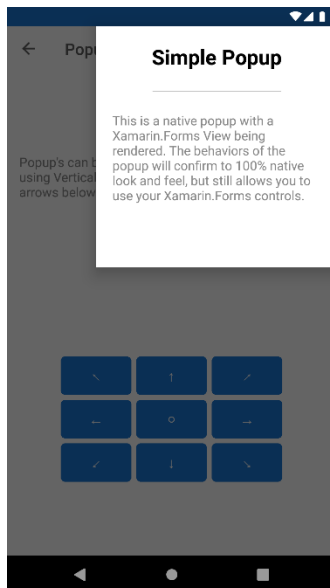 Popu
Simple Popup
This is a native popup with a
Xamarin.Forms View being
rendered. The behaviors of the
popup will confirm to 100% native
look and feel, but still allows you to
use your Xamarin.Forms controls.
Popup's can b
using Vertical
arrows below
↖ ↑ ↗
← ○ →
↙ ↓ ↘